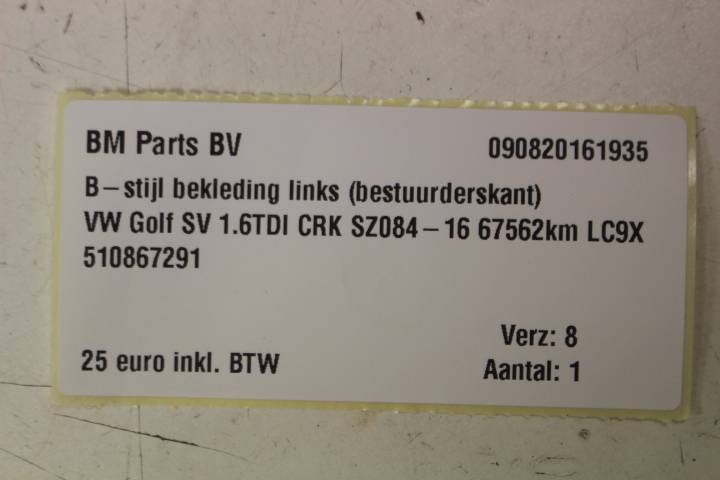 BM Parts BV 090820161935
B-stijl bekleding links (bestuurderskant)
VW Golf SV 1.6TDI CRK SZ084-16 67562km LC9X
510867291
Verz: 8
25 euro inkl. BTW Aantal: 1